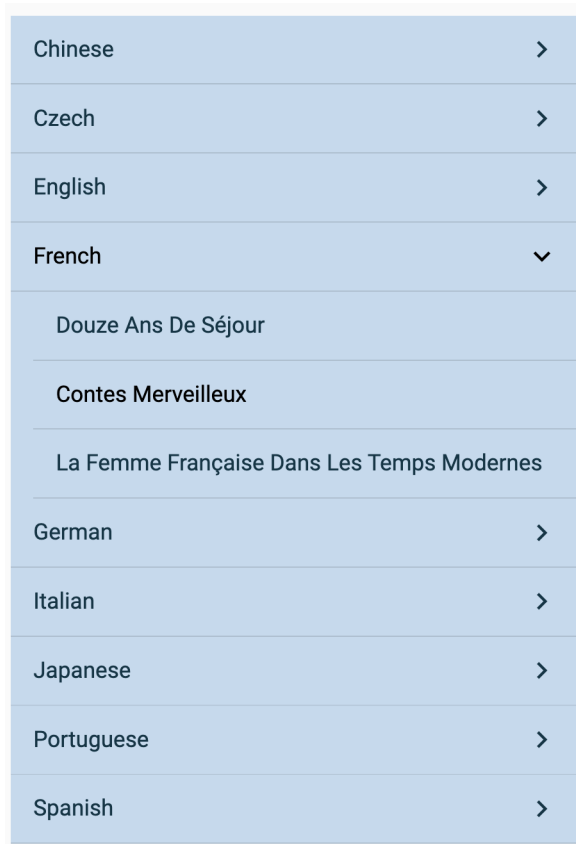 Chinese
Czech
English
French
Douze Ans De Séjour
Contes Merveilleux
La Femme Française Dans Les Temps Modernes
German
Italian
Japanese
Portuguese
Spanish